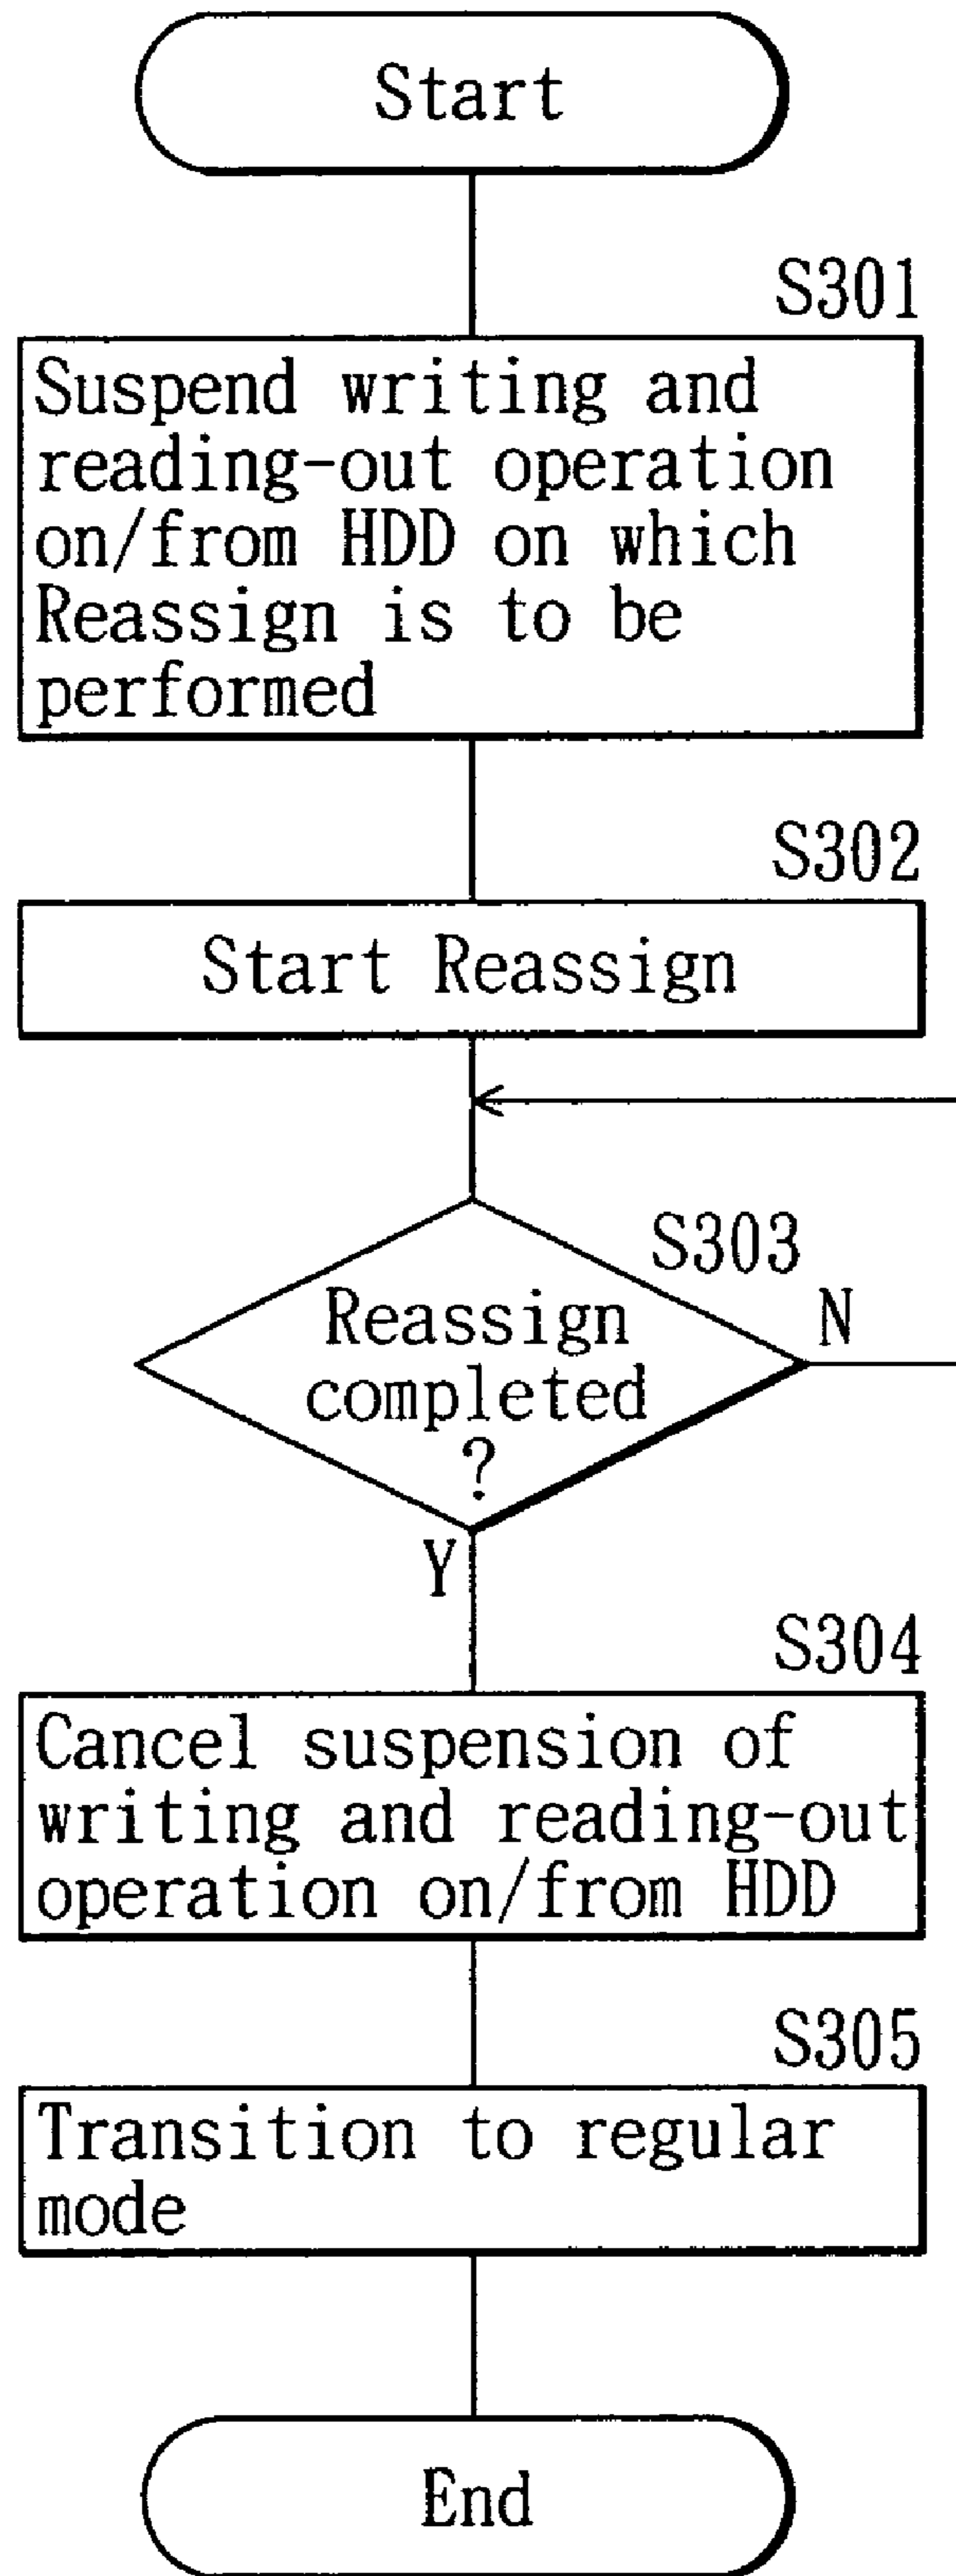 Start
S301
Suspend writing and
reading-out operation
on/from HDD on which
Reassign is to be
performed
S302
Start Reassign
S303
Reassign
completed
?
N
Y
S304
Cancel suspension of
writing and reading-out
operation on/from HDD
S305
Transition to regular
mode
End